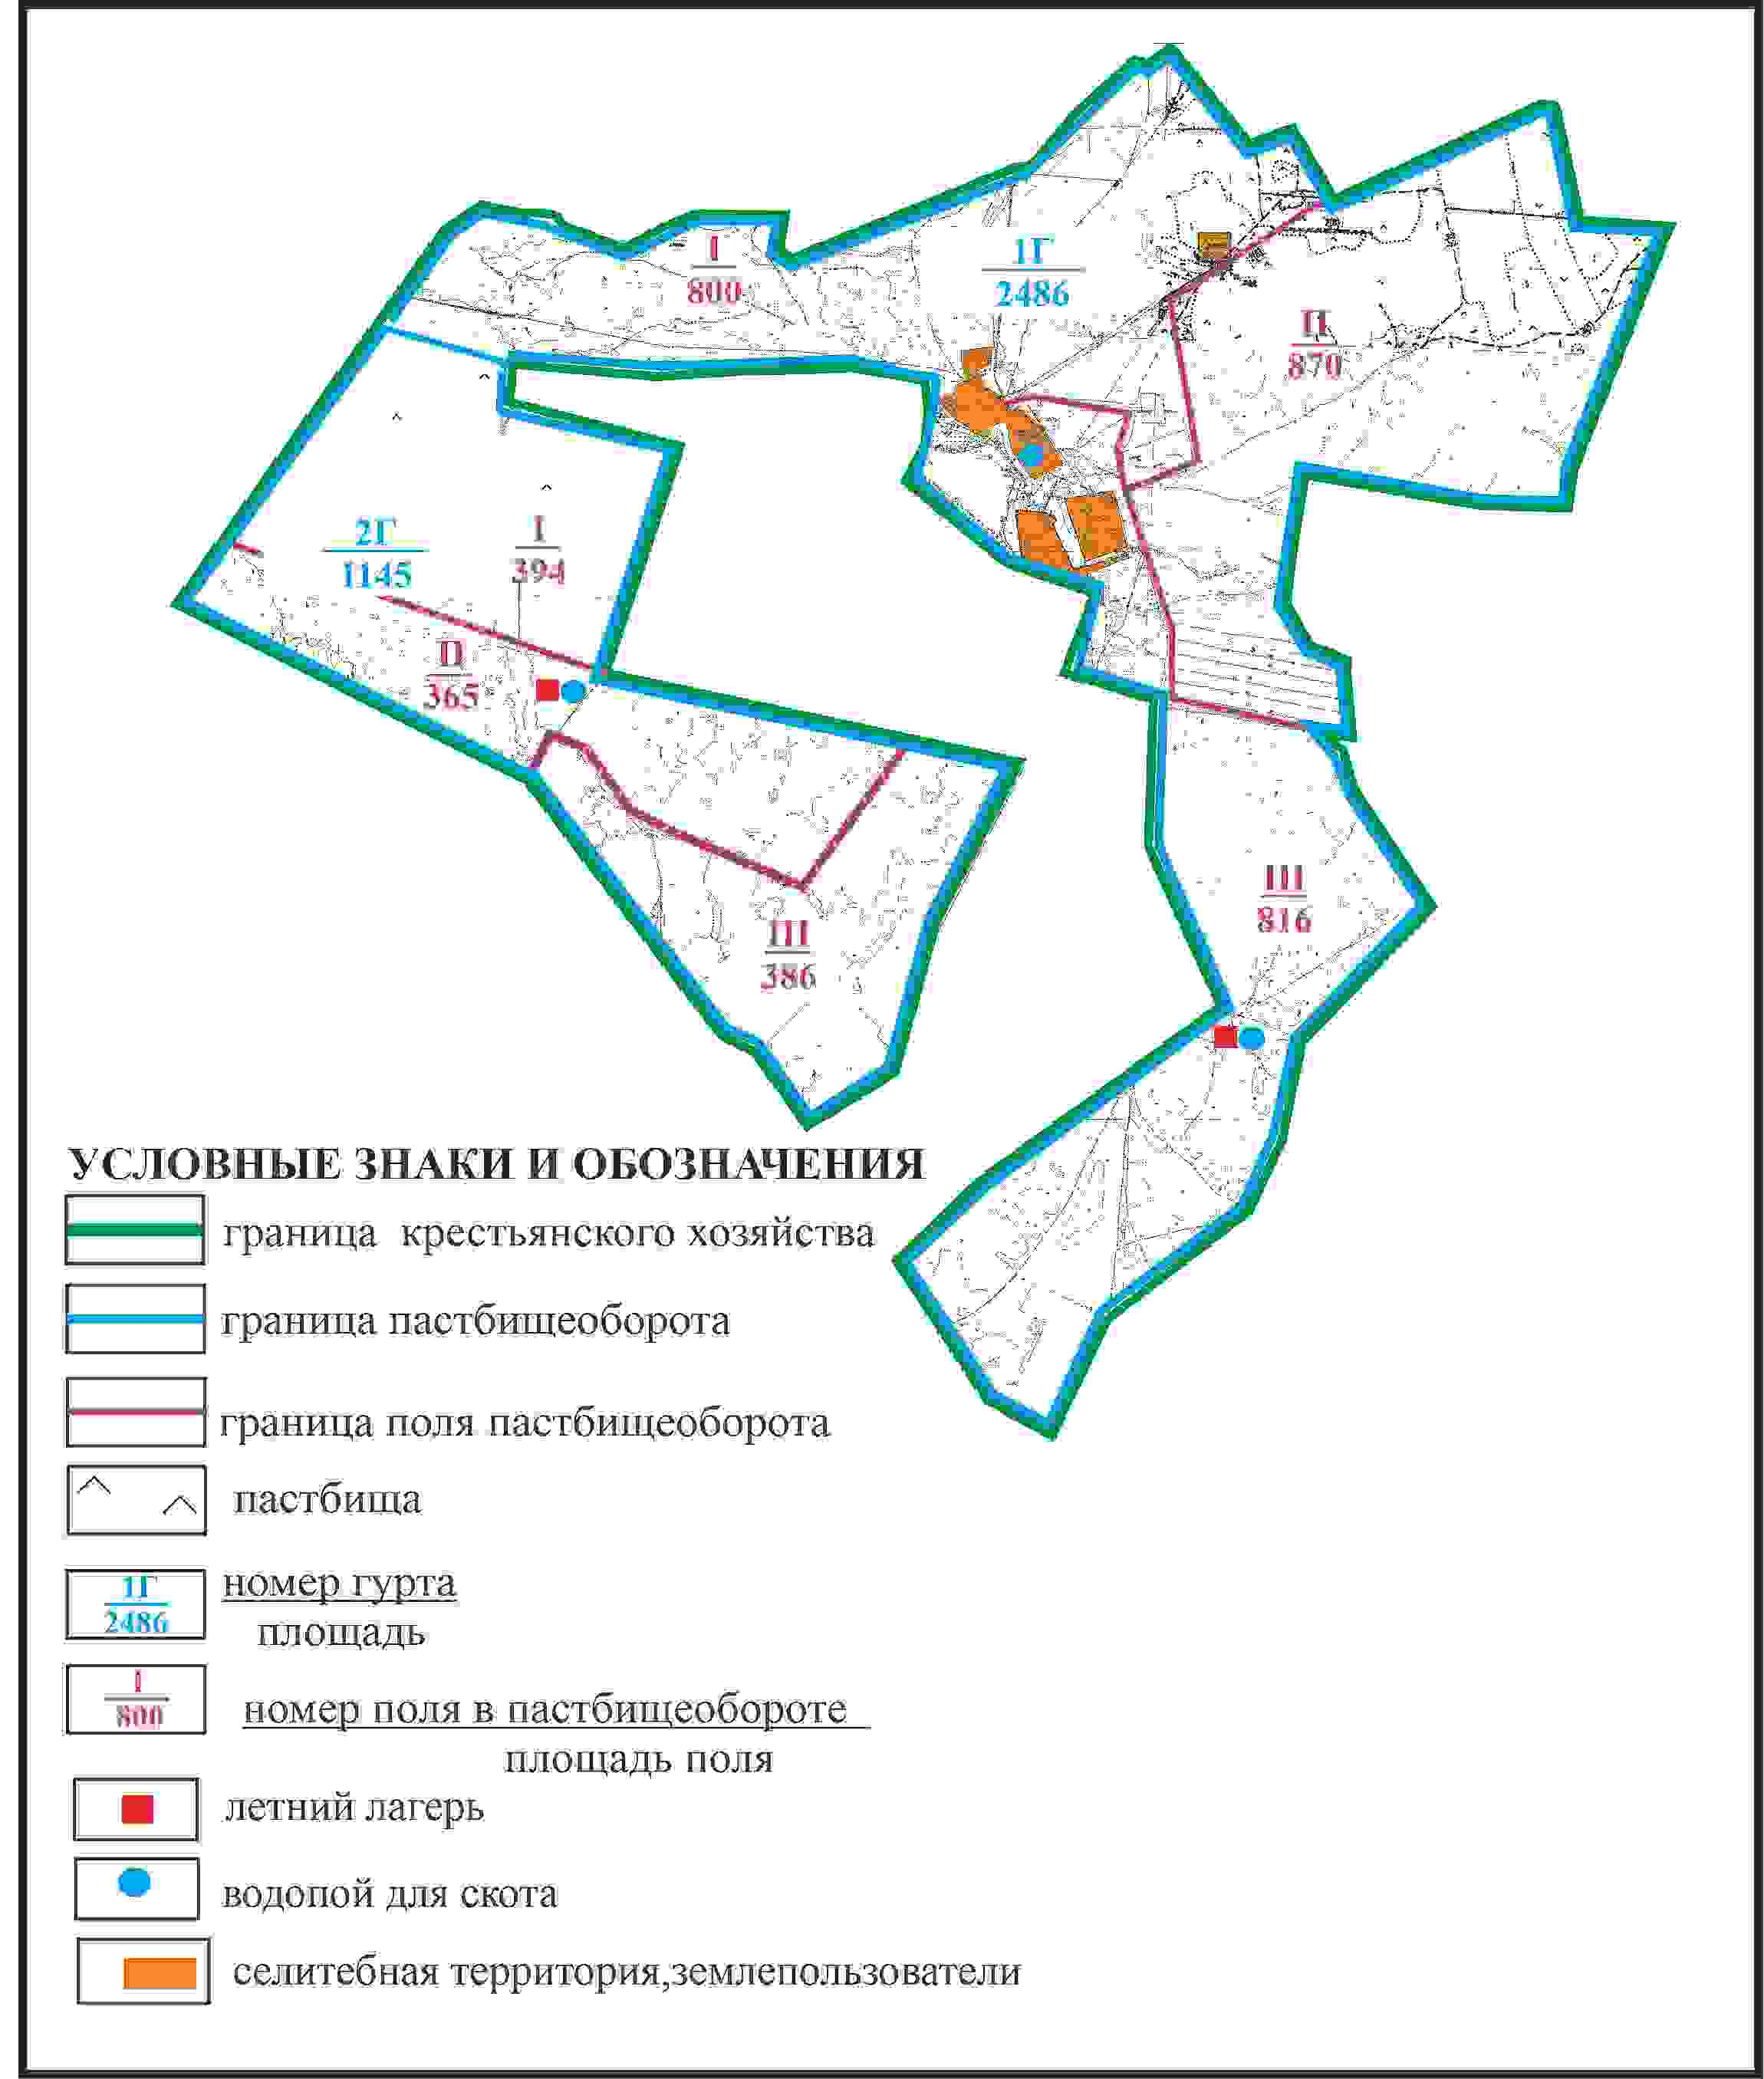 I
800
1Г
2486
II
870
2Г
1145
I
394
II
365
III
816
III
386
УСЛОВНЫЕ ЗНАКИ И ОБОЗНАЧЕНИЯ
граница крестьянского хозяйства
граница пастбищеоборота
граница поля пастбищеоборота
пастбища
1Г
2486
номер гурта
площадь
I
800
номер поля в пастбищеобороте
площадь поля
летний лагерь
водопой для скота
селитебная территория,землепользователи